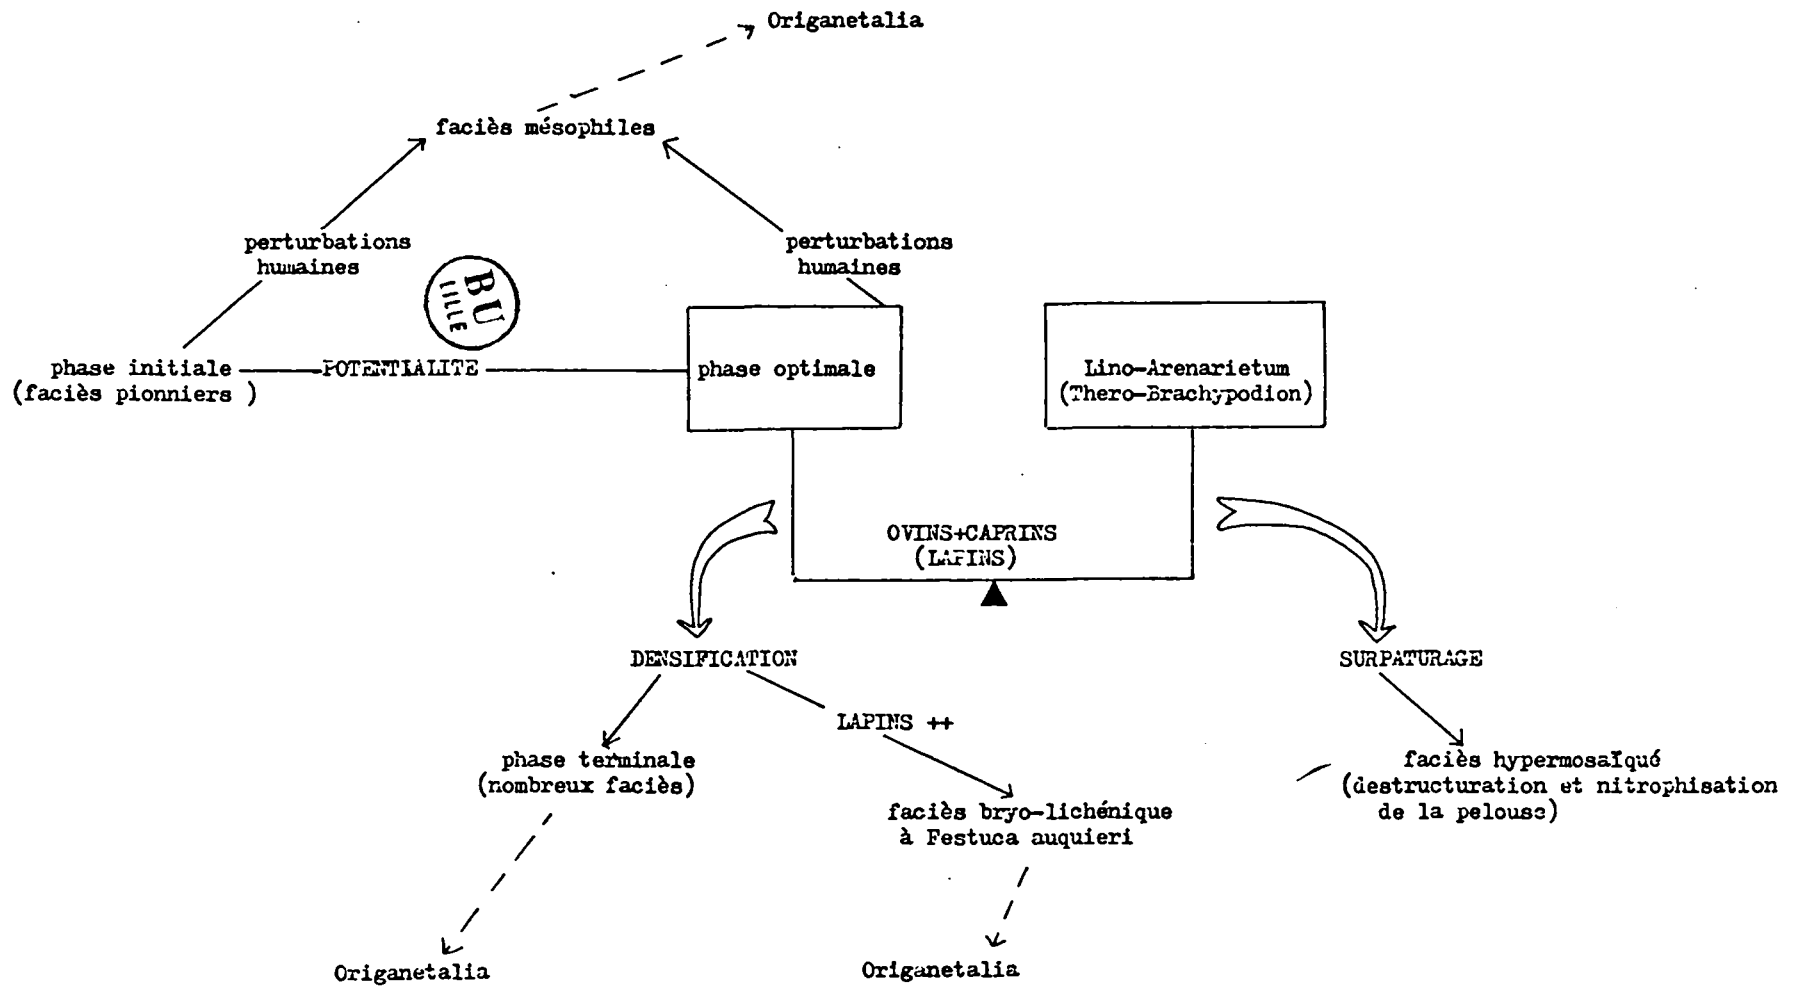 Origanetalia
faciès mésophiles
perturbations
humaines
perturbations
humaines
BU
LILLE
phase initiale
(faciès pionniers )
POTENTIALITE
phase optimale
Lino-Arenarietum
(Thero-Brachypodion)
OVINS+CAPRINS
(LAPINS)
DENSIFICATION
SURPATURAGE
LAPINS ++
phase terminale
(nombreux faciès)
faciès hypermosaïqué
(destructuration et nitrophisation
de la pelouse)
faciès bryo-lichénique
à Festuca auquieri
Origanetalia
Origanetalia